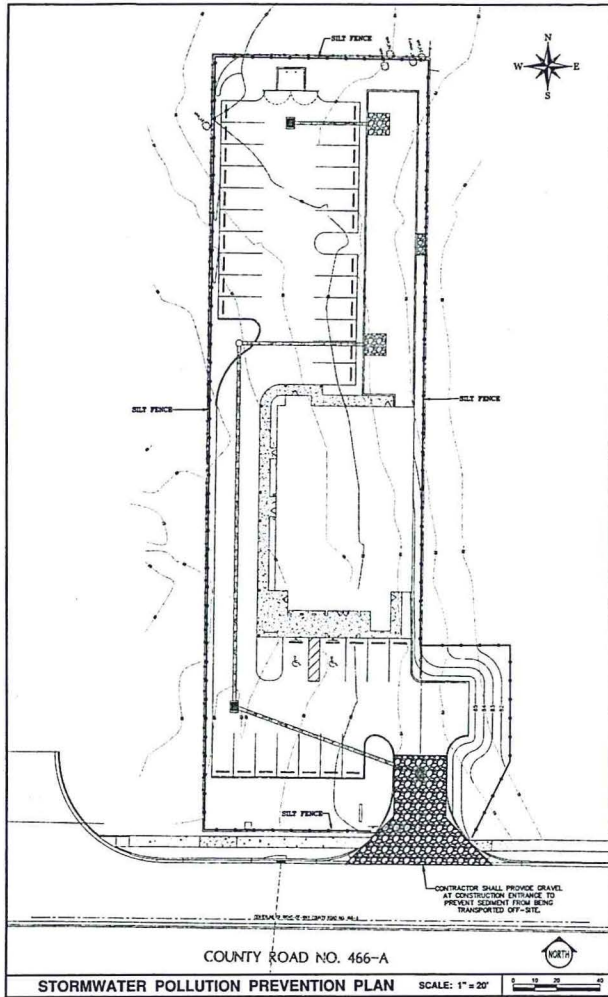 SILT FENCE
N
W E
S
SILT FENCE
SILT FENCE
SILT FENCE
CONTRACTOR SHALL PROVIDE GRAVEL
AT CONSTRUCTION ENTRANCE TO
PREVENT SEDIMENT FROM BEING
TRANSPORTED OFF-SITE.
COUNTY ROAD NO. 466-A
NORTH
STORMWATER POLLUTION PREVENTION PLAN SCALE: 1" = 20'
0 10 20 40